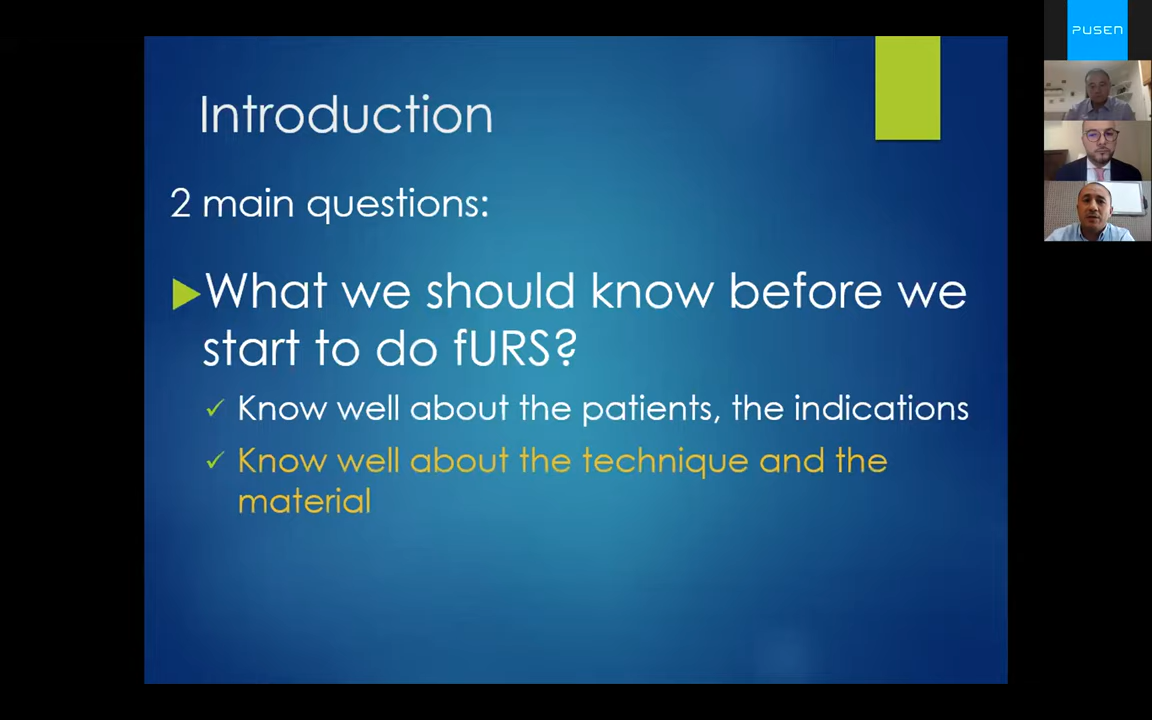 PUSEN
Introduction
2 main questions:
What we should know before we
start to do fURS?
Know well about the patients, the indications
Know well about the technique and the
material